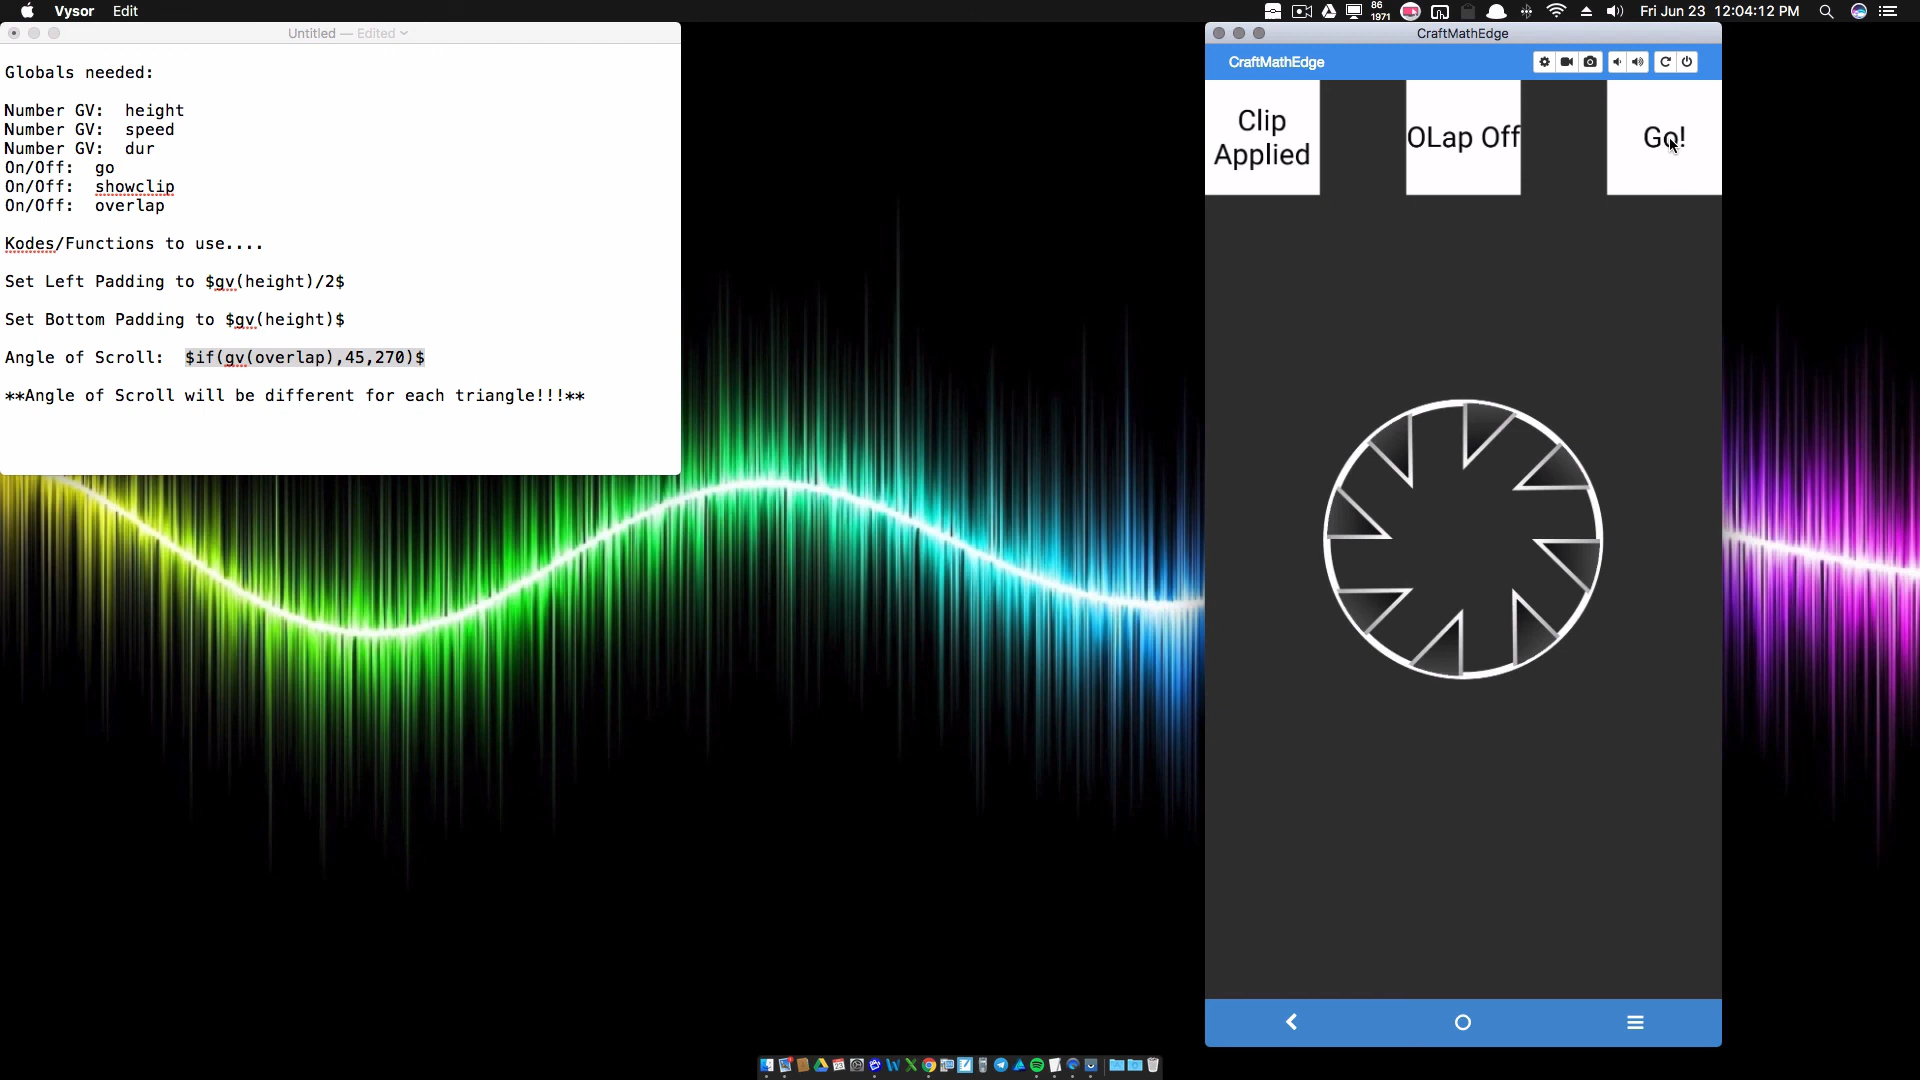 Vysor Edit
86
1971
Fri Jun 23 12:04:12 PM
Untitled — Edited
Globals needed:
Number GV: height
Number GV: speed
Number GV: dur
On/Off: go
On/Off: showclip
On/Off: overlap
Kodes/Functions to use....
Set Left Padding to $gv(height)/2$
Set Bottom Padding to $gv(height)$
Angle of Scroll: $if(gv(overlap),45,270)$
**Angle of Scroll will be different for each triangle!!!**
CraftMathEdge
CraftMathEdge
Clip
Applied
OLap Off
Go!